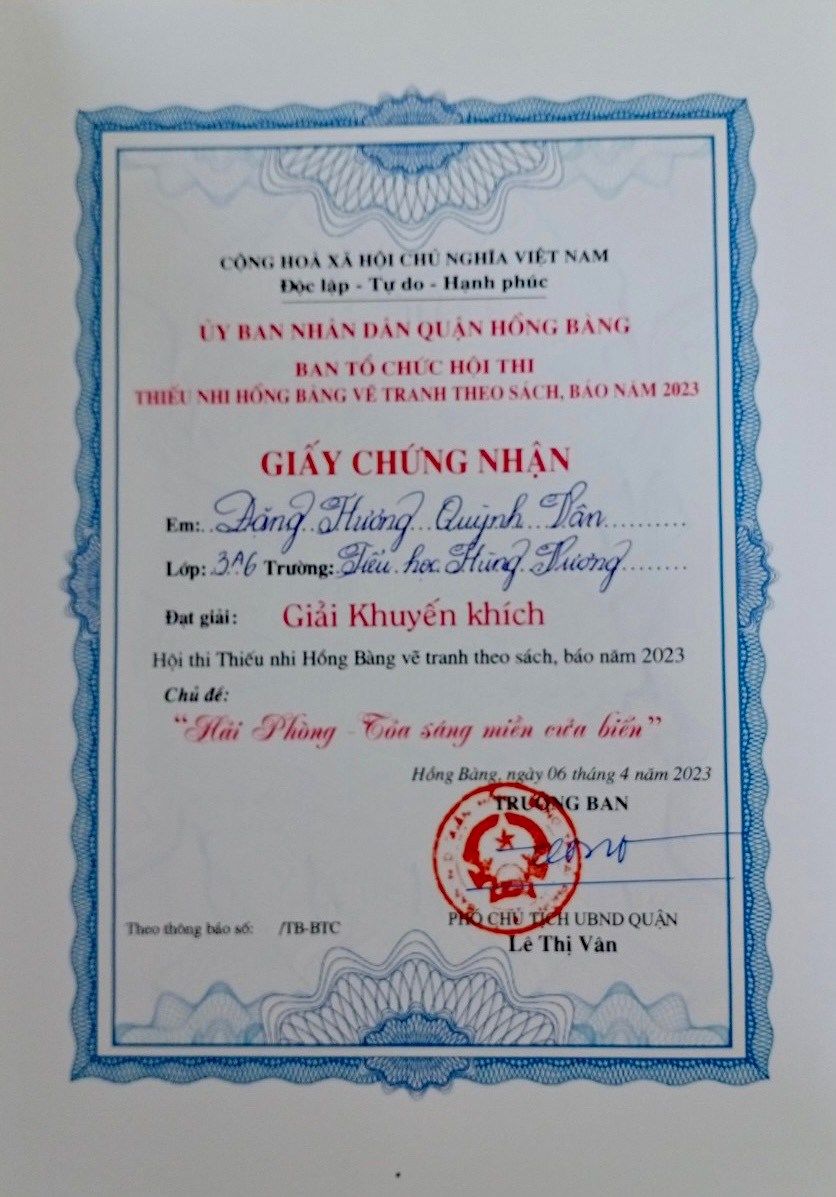 CỘNG HOÀ XÃ HỘI CHỦ NGHĨA VIỆT NAM
Độc lập - Tự do - Hạnh phúc
ỦY BAN NHÂN DÂN QUẬN HỒNG BÀNG
BAN TỔ CHỨC HỘI THI
THIẾU NHI HỒNG BÀNG VẼ TRANH THEO SÁCH, BÁO NĂM 2023
GIẤY CHỨNG NHẬN
Em: Đặng Hương Quỳnh Vân
Lớp: 3A6 Trường: Tiểu học Hùng Vương
Đạt giải: Giải Khuyến khích
Hội thi Thiếu nhi Hồng Bàng vẽ tranh theo sách, báo năm 2023
Chủ đề:
“Hải Phòng - Tỏa sáng miền cửa biển”
Hồng Bàng, ngày 06 tháng 4 năm 2023
TRƯỞNG BAN
PHÓ CHỦ TỊCH UBND QUẬN
Theo thông báo số: /TB-BTC
Lê Thị Vân